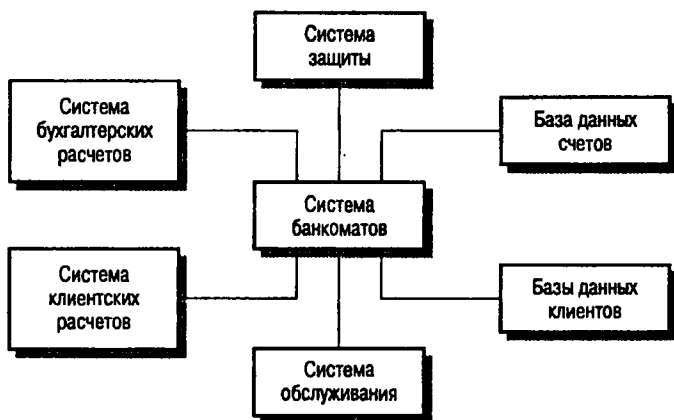 Система
защиты
Система
бухгалтерских
расчетов
База данных
счетов
Система
банкоматов
Система
клиентских
расчетов
Базы данных
клиентов
Система
обслуживания